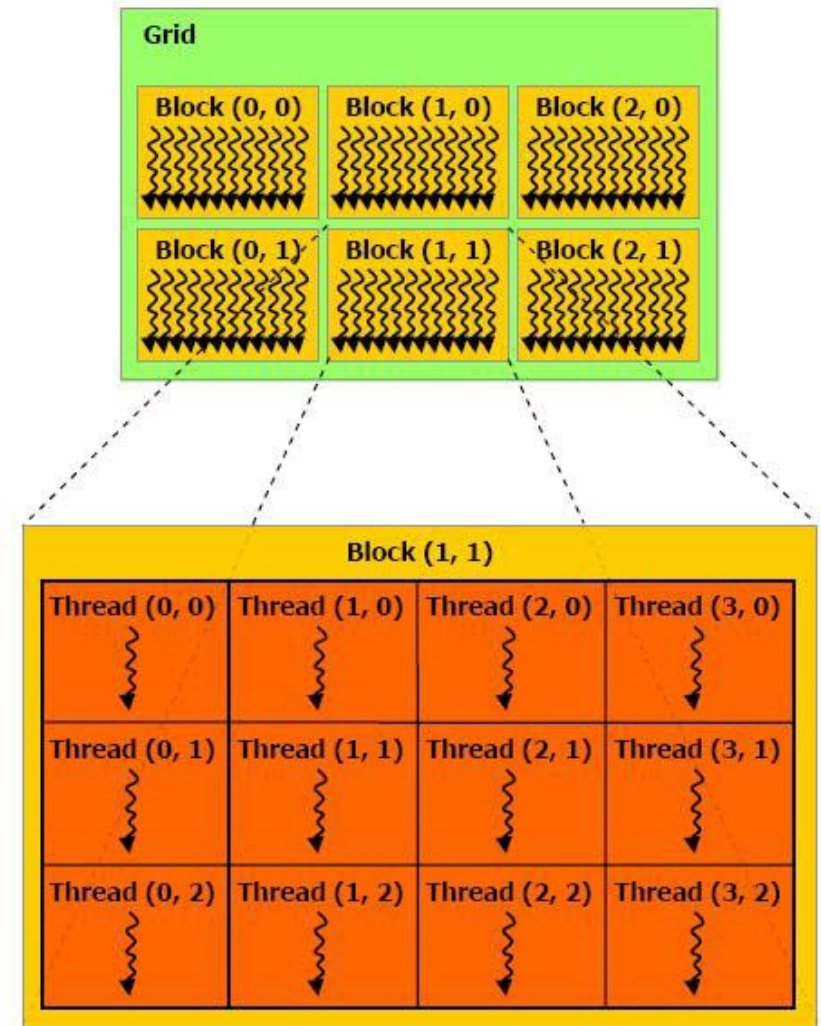 Grid
Block (0, 0) Block (1, 0) Block (2, 0)
Block (0, 1) Block (1, 1) Block (2, 1)
Block (1, 1)
Thread (0, 0) Thread (1, 0) Thread (2, 0) Thread (3, 0)
Thread (0, 1) Thread (1, 1) Thread (2, 1) Thread (3, 1)
Thread (0, 2) Thread (1, 2) Thread (2, 2) Thread (3, 2)